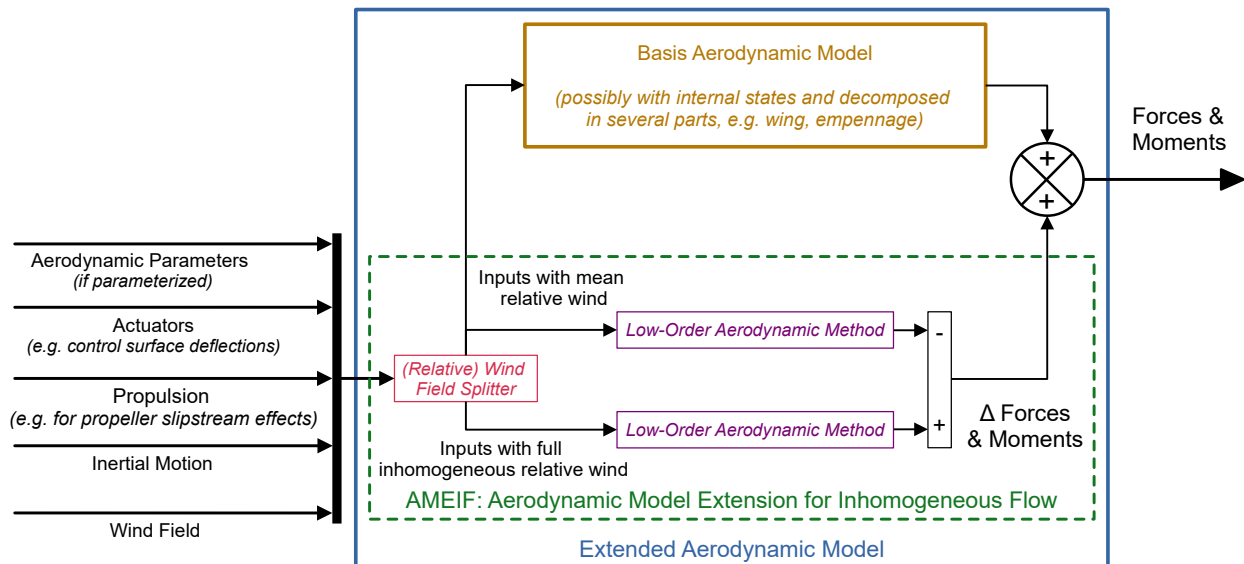 Basis Aerodynamic Model
(possibly with internal states and decomposed
in several parts, e.g. wing, empennage)
Forces &
Moments
+
+
Aerodynamic Parameters
(if parameterized)
Actuators
(e.g. control surface deflections)
Propulsion
(e.g. for propeller slipstream effects)
Inertial Motion
Wind Field
Inputs with mean
relative wind
Low-Order Aerodynamic Method
-
(Relative) Wind
Field Splitter
Low-Order Aerodynamic Method
+
Inputs with full
inhomogeneous relative wind
Δ Forces
& Moments
AMEIF: Aerodynamic Model Extension for Inhomogeneous Flow
Extended Aerodynamic Model